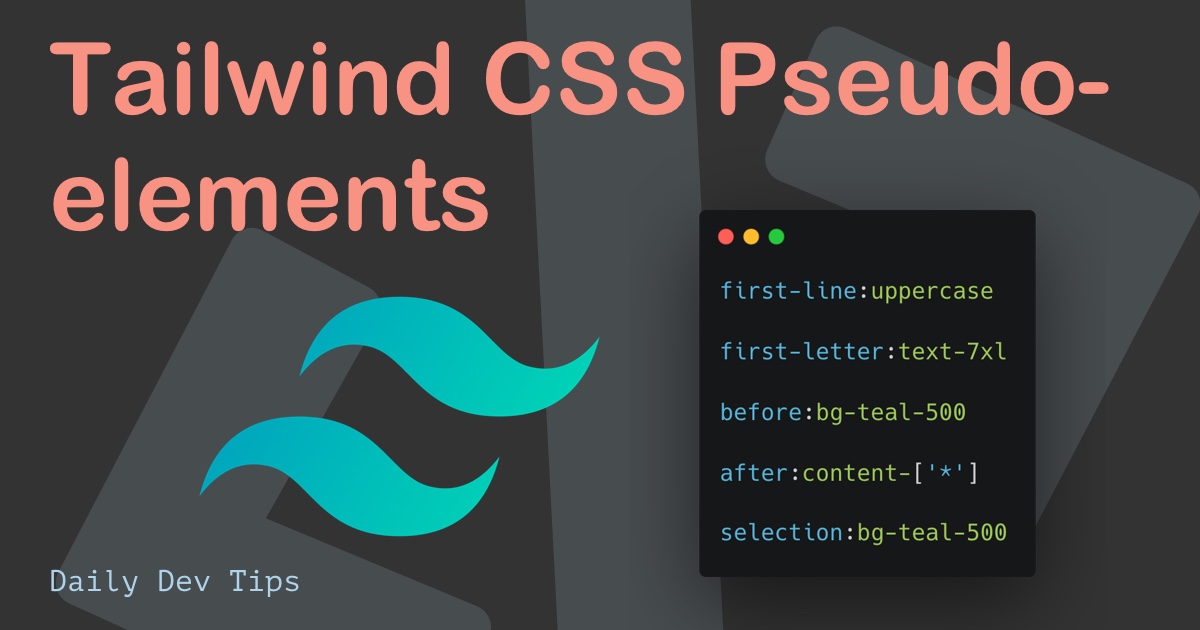 Tailwind CSS Pseudo-
elements
first-line:uppercase
first-letter:text-7xl
before:bg-teal-500
after:content-['*']
selection:bg-teal-500
Daily Dev Tips